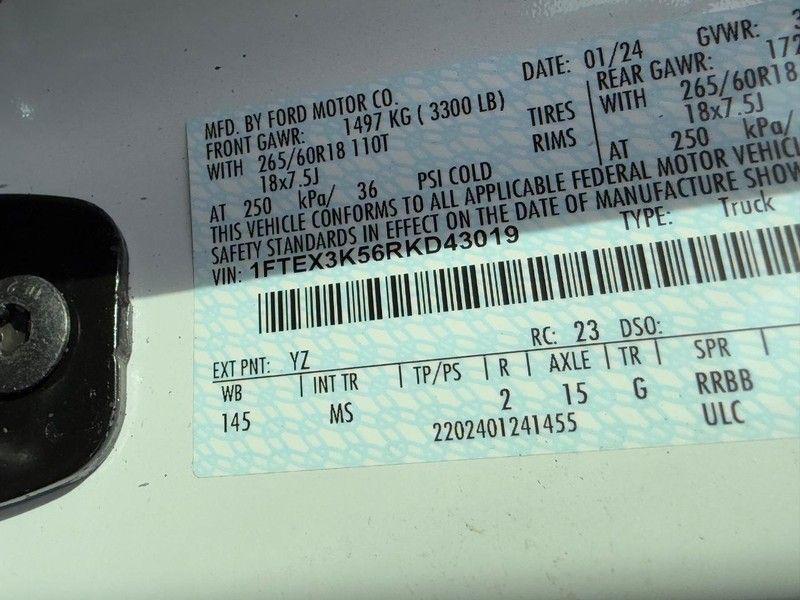 MFD. BY FORD MOTOR CO.
DATE: 01/24 GVWR: 3
FRONT GAWR: 1497 KG ( 3300 LB) REAR GAWR: 172
WITH 265/60R18 110T TIRES WITH 265/60R18
18x7.5J RIMS 18x7.5J
AT 250 kPa/ 36 PSI COLD AT 250 kPa/
THIS VEHICLE CONFORMS TO ALL APPLICABLE FEDERAL MOTOR VEHICL
SAFETY STANDARDS IN EFFECT ON THE DATE OF MANUFACTURE SHOW
VIN: 1FTEX3K56RKD43019 TYPE: Truck
RC: 23 DSO:
EXT PNT: YZ
WB INT TR TP/PS R AXLE TR SPR
145 MS 2 15 G RRBB
2202401241455 ULC